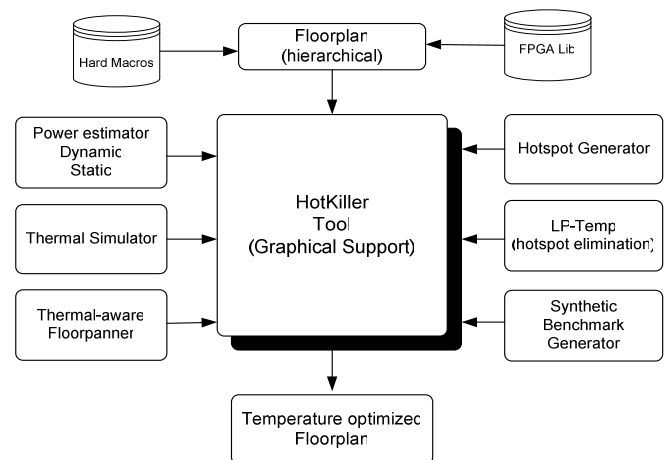 Hard Macros
Floorplan
(hierarchical)
FPGA Lib
Power estimator
Dynamic
Static
Hotspot Generator
HotKiller
Tool
(Graphical Support)
Thermal Simulator
LP-Temp
(hotspot elimination)
Thermal-aware
Floorpanner
Synthetic
Benchmark
Generator
Temperature optimized
Floorplan